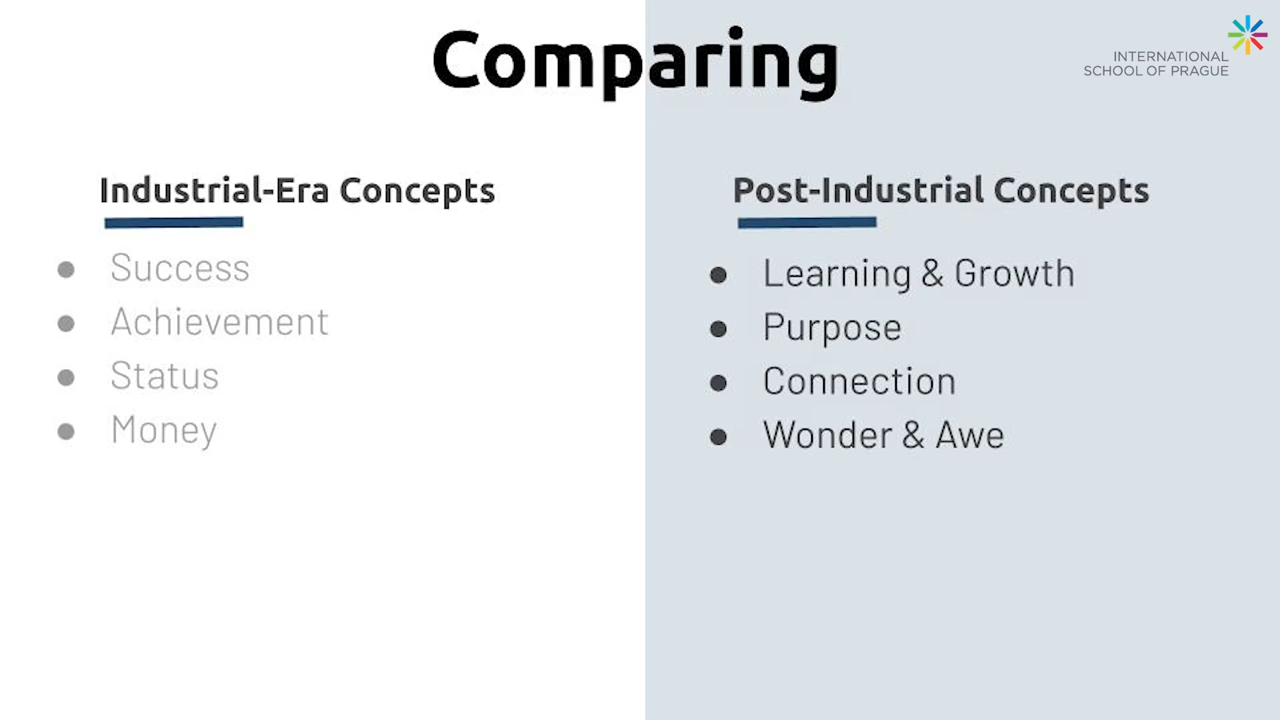 Comparing
INTERNATIONAL
SCHOOL OF PRAGUE
Industrial-Era Concepts
● Success
● Achievement
● Status
● Money
Post-Industrial Concepts
● Learning & Growth
● Purpose
● Connection
● Wonder & Awe